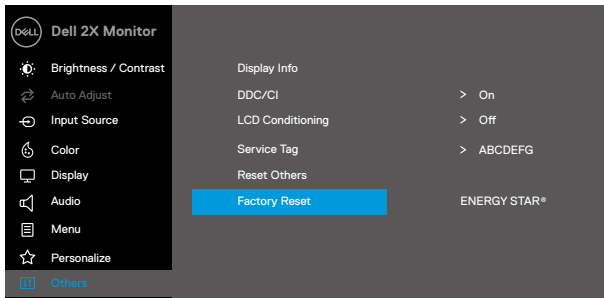 DELL Dell 2X Monitor
Brightness / Contrast
Auto Adjust
Input Source
Color
Display
Audio
Menu
Personalize
Others
Display Info
DDC/CI > On
LCD Conditioning > Off
Service Tag > ABCDEFG
Reset Others
Factory Reset ENERGY STAR®